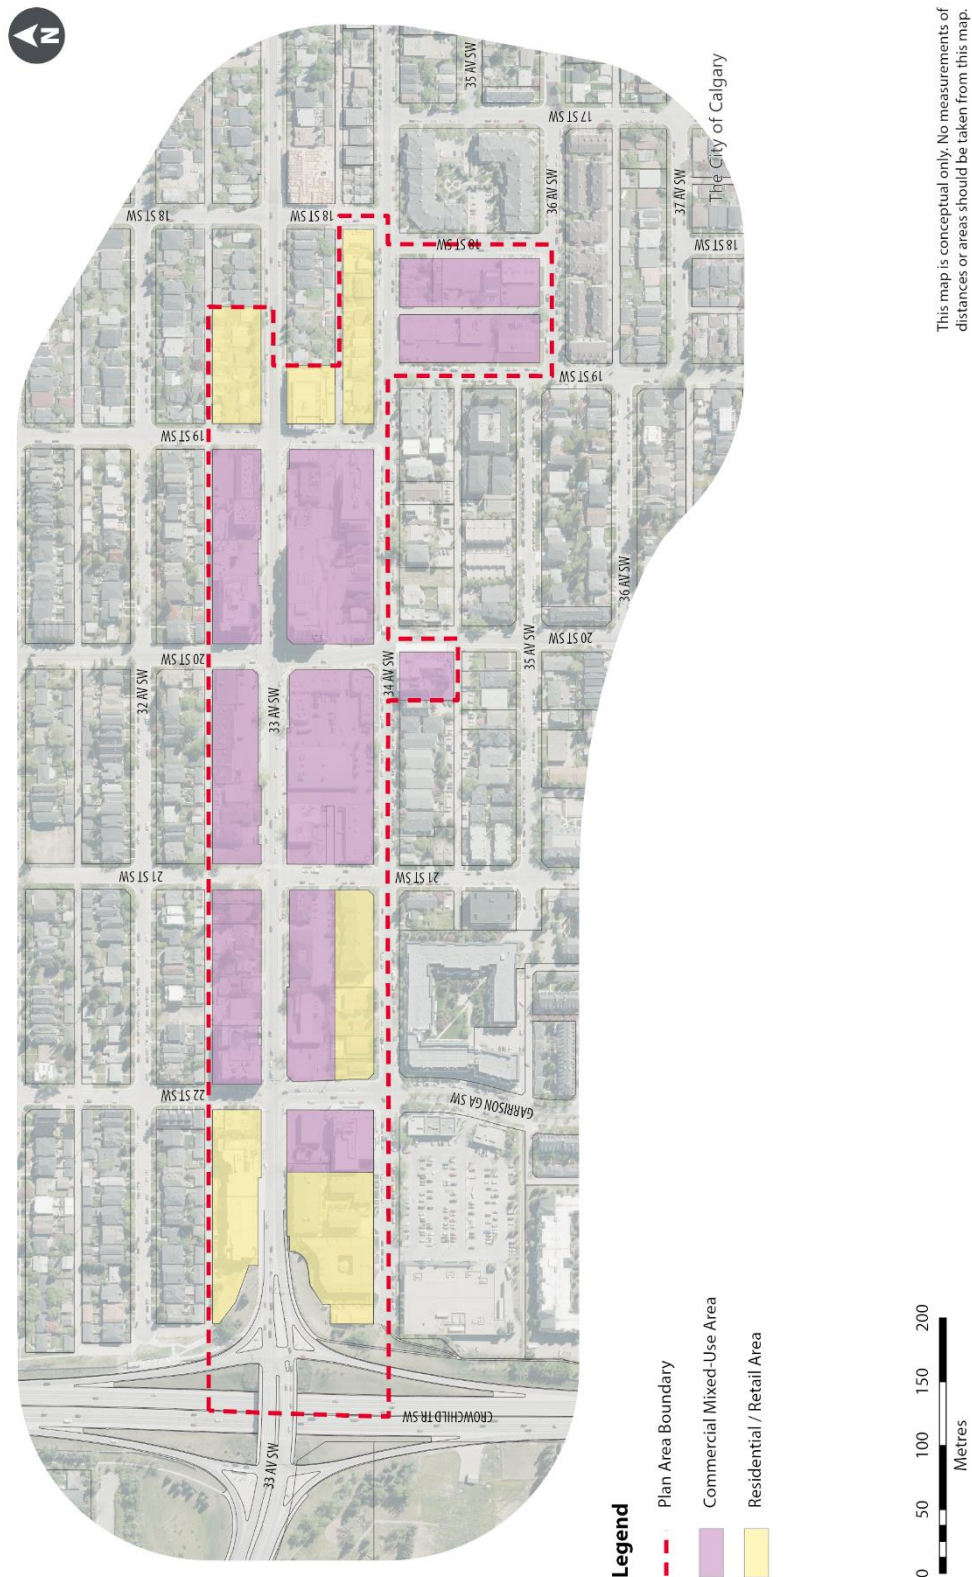 N
21 ST SW
32 AV SW
18 ST SW
22 ST SW
20 ST SW
19 ST SW
33 AV SW
33 AV SW
18 ST SW
34 AV SW
21 ST SW
CROWCHILD TR SW
18 ST SW
35 AV SW
GARRISON GA SW
35 AV SW
36 AV SW
20 ST SW
17 ST SW
19 ST SW
36 AV SW
37 AV SW
18 ST SW
The City of Calgary
Legend
Plan Area Boundary
Commercial Mixed-Use Area
Residential / Retail Area
0 50 100 150 200
Metres
This map is conceptual only. No measurements of
distances or areas should be taken from this map.